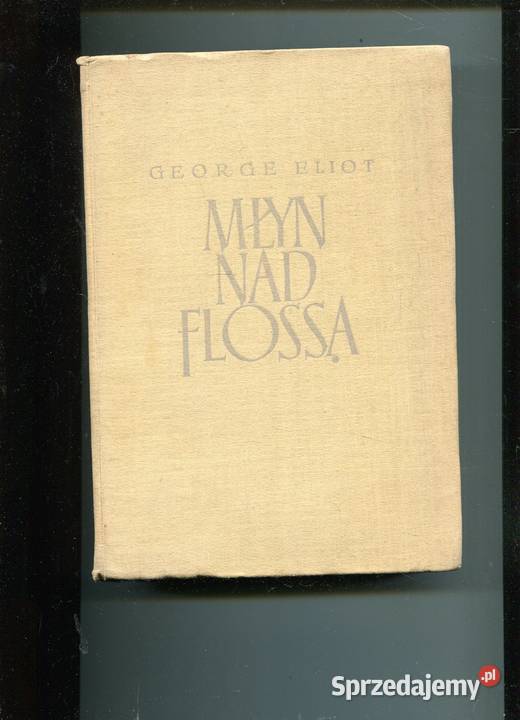 GEORGE ELIOT
MŁYN
NAD
FLOSSĄ
Sprzedajemy.pl